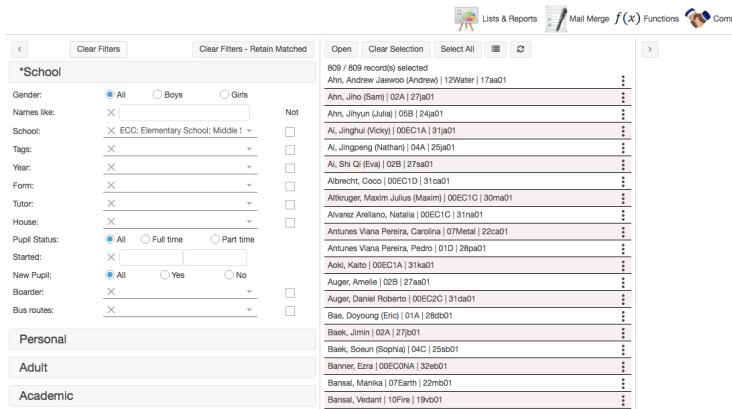 Lists & Reports Mail Merge f(x) Functions Comm
< Clear Filters Clear Filters - Retain Matched Open Clear Selection Select All >
*School
Gender: All Boys Girls
Names like: Not
School: ECC; Elementary School; Middle S
Tags:
Year:
Form:
Tutor:
House:
Pupil Status: All Full time Part time
Started:
New Pupil: All Yes No
Boarder:
Bus routes:
Personal
Adult
Academic
809 / 809 record(s) selected
Ahn, Andrew Jaewoo (Andrew) | 12Water | 17aa01
Ahn, Jiho (Sam) | 02A | 27ja01
Ahn, Jihyun (Julia) | 05B | 24ja01
Ai, Jinghui (Vicky) | 00EC1A | 31ja01
Ai, Jingpeng (Nathan) | 04A | 25ja01
Ai, Shi Qi (Eva) | 02B | 27sa01
Albrecht, Coco | 00EC1D | 31ca01
Altkruger, Maxim Julius (Maxim) | 00EC1C | 30ma01
Alvarez Arellano, Natalia | 00EC1C | 31na01
Antunes Viana Pereira, Carolina | 07Metal | 22ca01
Antunes Viana Pereira, Pedro | 01D | 28pa01
Aoki, Kaito | 00EC1A | 31ka01
Auger, Amelie | 02B | 27aa01
Auger, Daniel Roberto | 00EC2C | 31da01
Bae, Doyoung (Eric) | 01A | 28db01
Baek, Jimin | 02A | 27jb01
Baek, Soeun (Sophia) | 04C | 25sb01
Banner, Ezra | 00EC0NA | 32eb01
Bansal, Manika | 07Earth | 22mb01
Bansal, Vedant | 10Fire | 19vb01